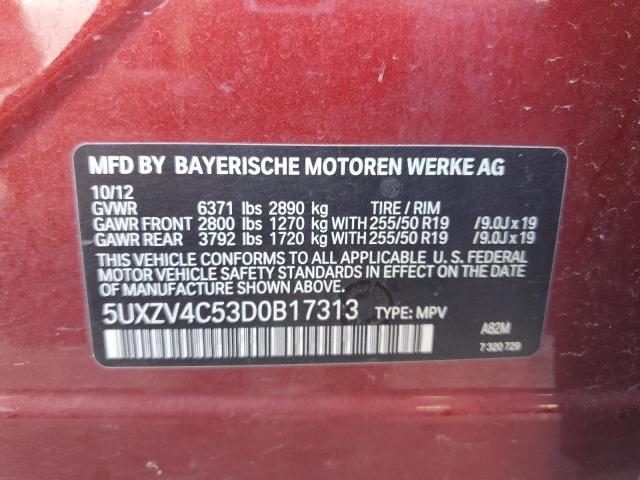 MFD BY BAYERISCHE MOTOREN WERKE AG
10/12
GVWR 6371 lbs 2890 kg TIRE / RIM
GAWR FRONT 2800 lbs 1270 kg WITH 255/50 R19 /9.0J x 19
GAWR REAR 3792 lbs 1720 kg WITH 255/50 R19 /9.0J x 19
THIS VEHICLE CONFORMS TO ALL APPLICABLE U. S. FEDERAL
MOTOR VEHICLE SAFETY STANDARDS IN EFFECT ON THE DATE
OF MANUFACTURE SHOWN ABOVE.
5UXZV4C53D0B17313 TYPE: MPV
A82M
7 320 729